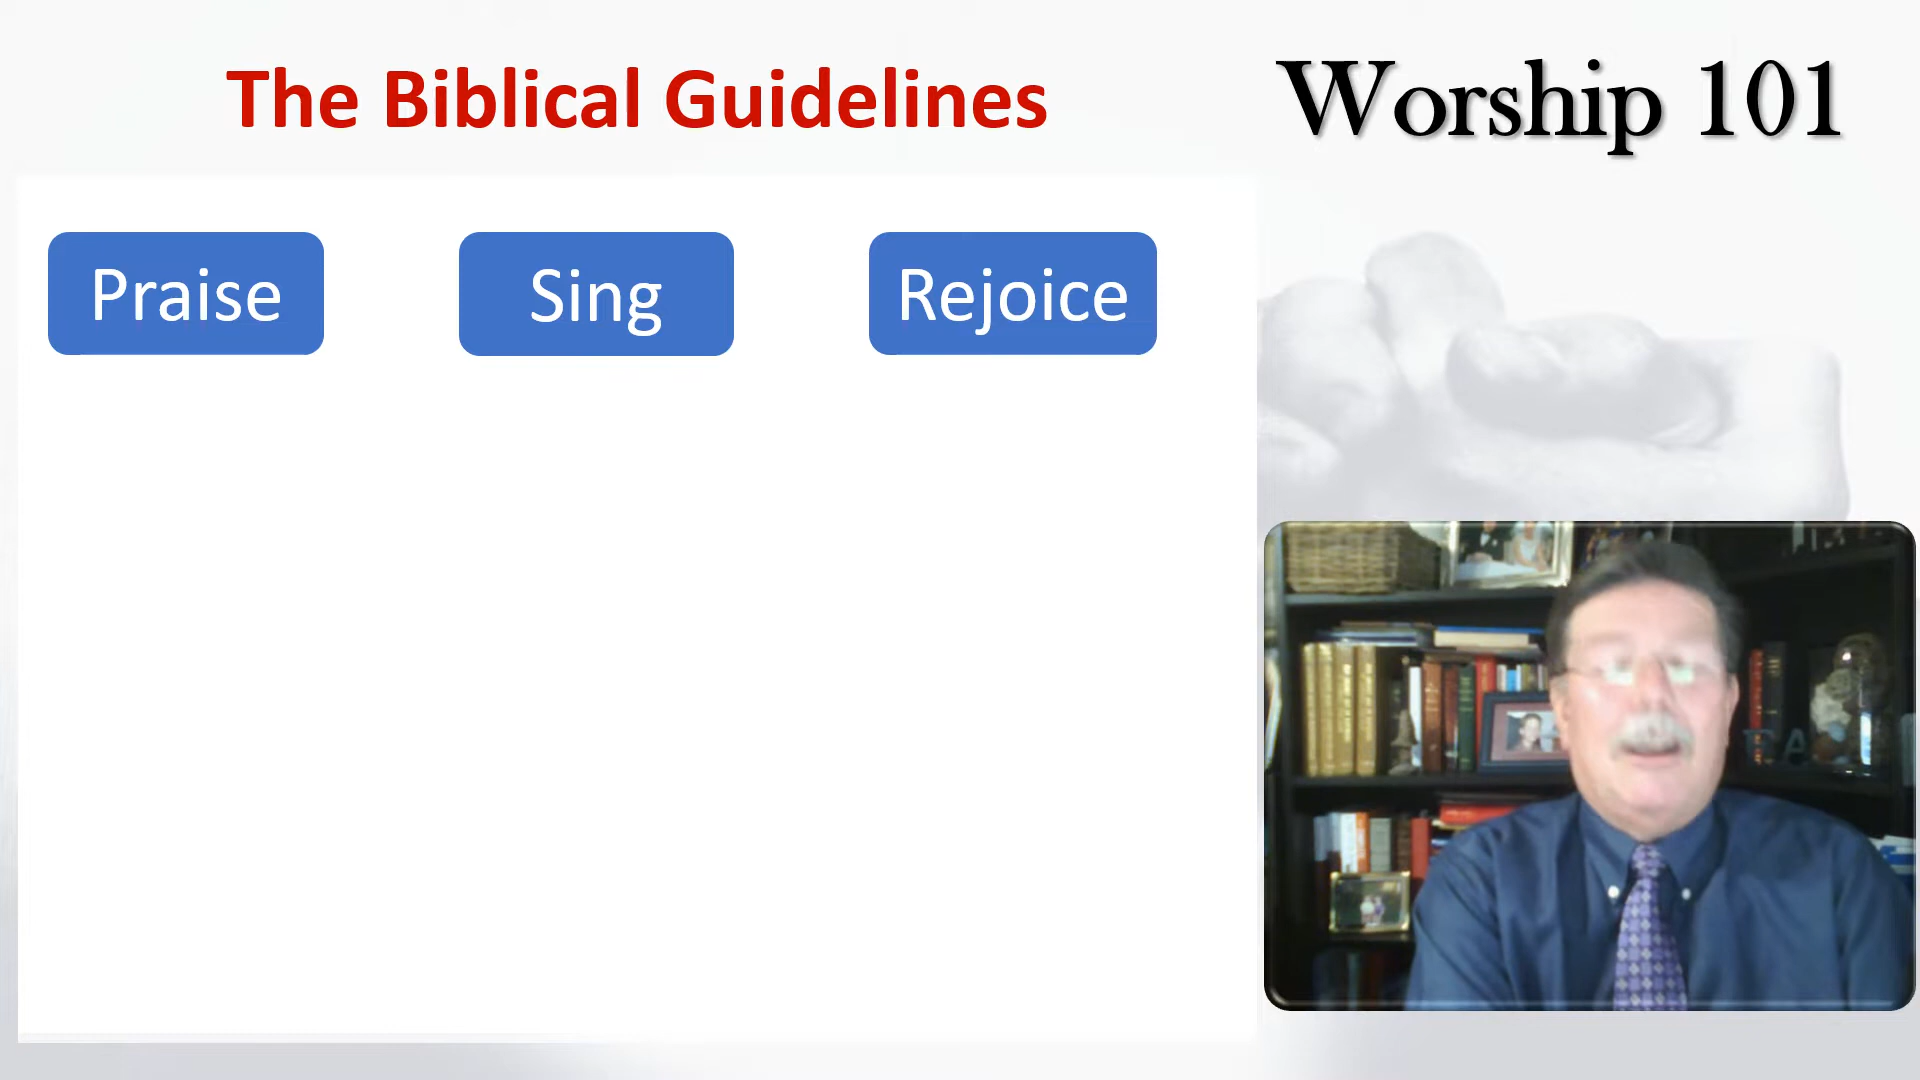 The Biblical Guidelines
Worship 101
Praise
Sing
Rejoice